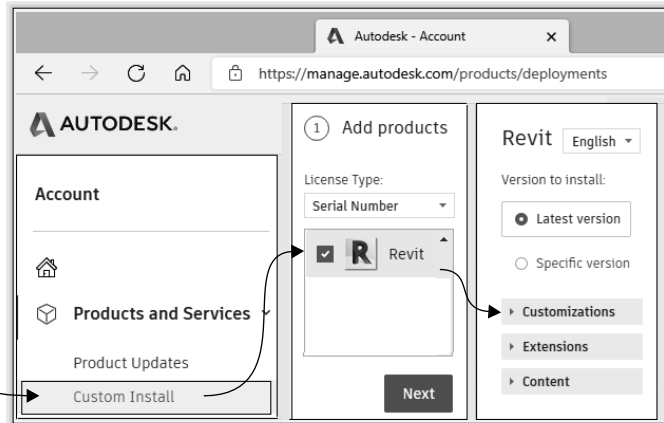 Autodesk - Account
https://manage.autodesk.com/products/deployments
AUTODESK.
Account
Products and Services
Product Updates
Custom Install
1 Add products
License Type:
Serial Number
R Revit
Next
Revit English
Version to install:
Latest version
Specific version
Customizations
Extensions
Content